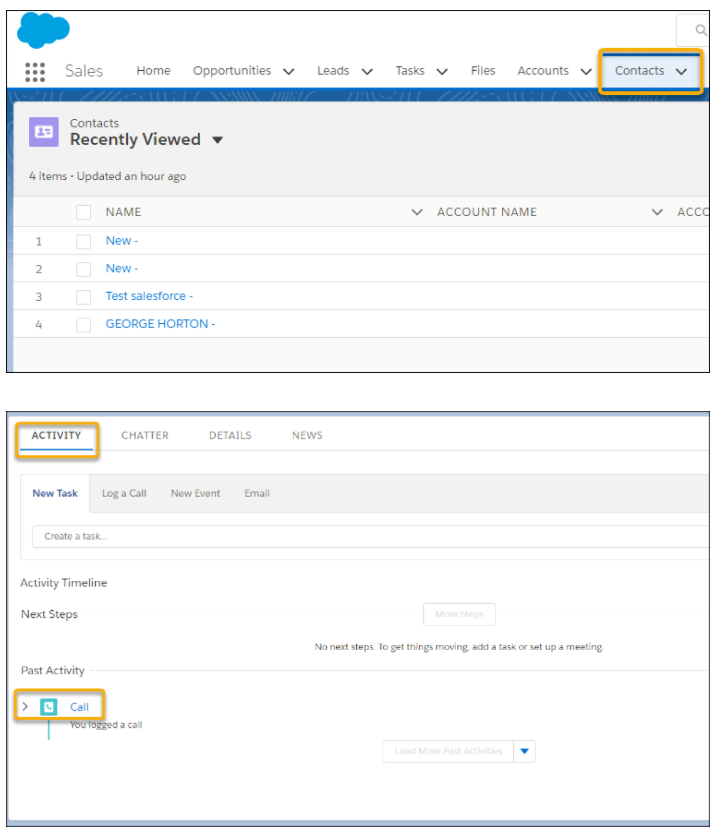 Sales Home Opportunities Leads Tasks Files Accounts Contacts
Contacts
Recently Viewed
4 items • Updated an hour ago
NAME ACCOUNT NAME ACCO
1 New -
2 New -
3 Test salesforce -
4 GEORGE HORTON -
ACTIVITY CHATTER DETAILS NEWS
New Task Log a Call New Event Email
Create a task...
Activity Timeline
Next Steps More Steps
No next steps. To get things moving, add a task or set up a meeting.
Past Activity
Call
You logged a call
Load More Past Activities